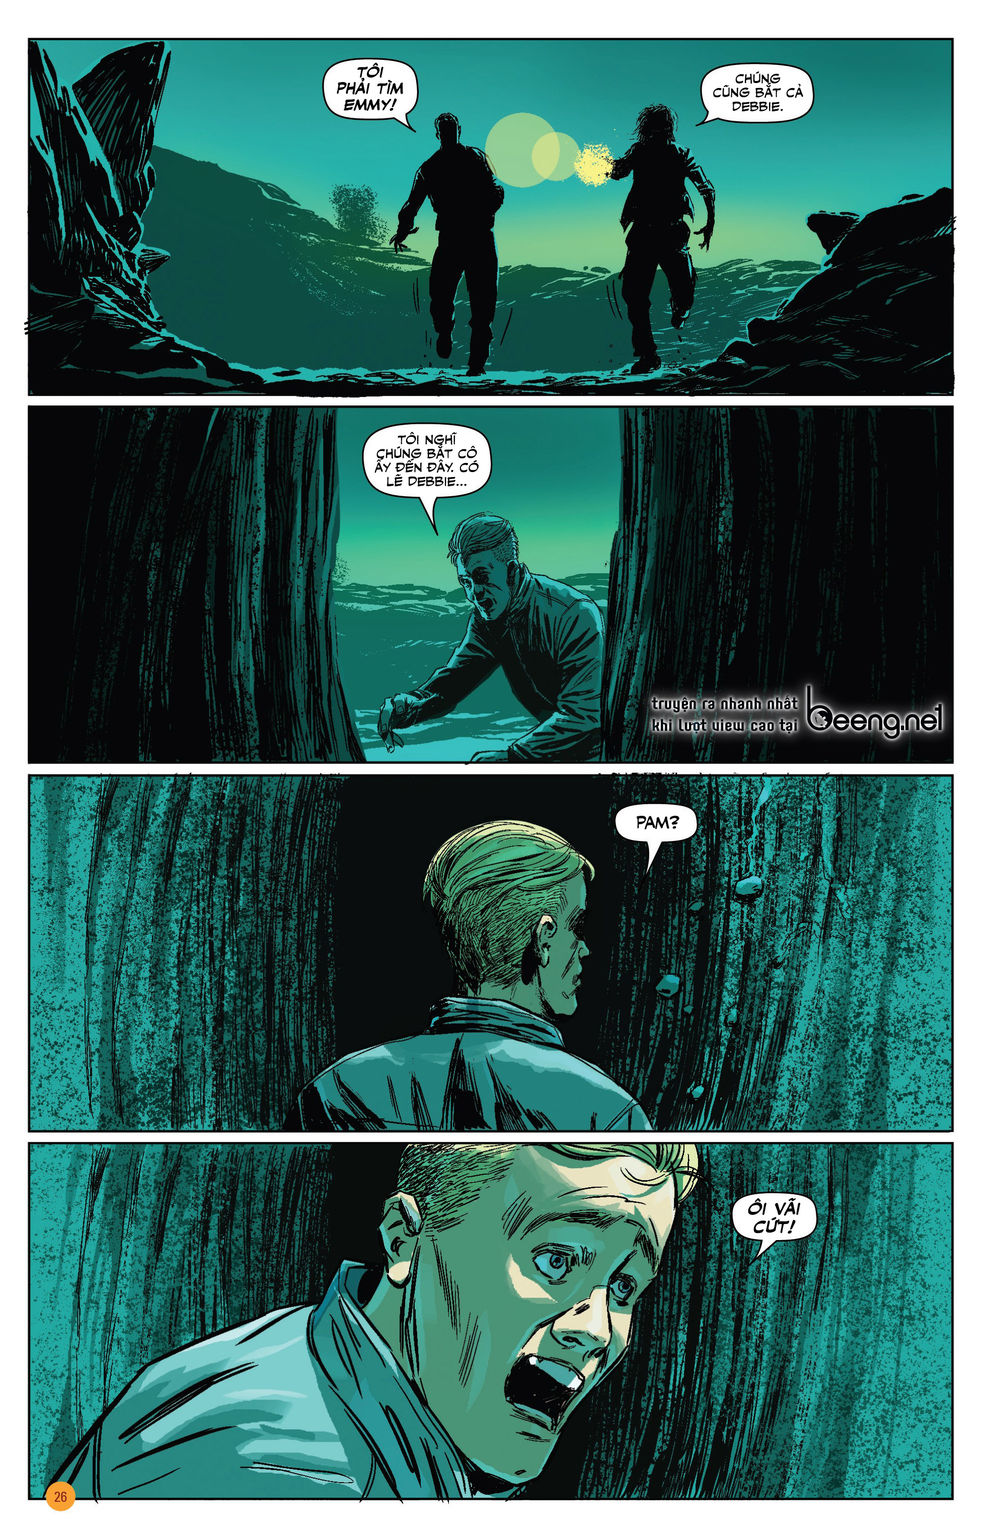 TÔI
PHẢI TÌM
EMMY!
CHÚNG
CŨNG BẮT CẢ
DEBBIE.
TÔI NGHĨ
CHÚNG BẮT CÔ
ẤY ĐẾN ĐÂY. CÓ
LẼ DEBBIE...
truyện ra nhanh nhất
khi lượt view cao tại
beeng.net
PAM?
ÔI VÃI
CỨT!
26